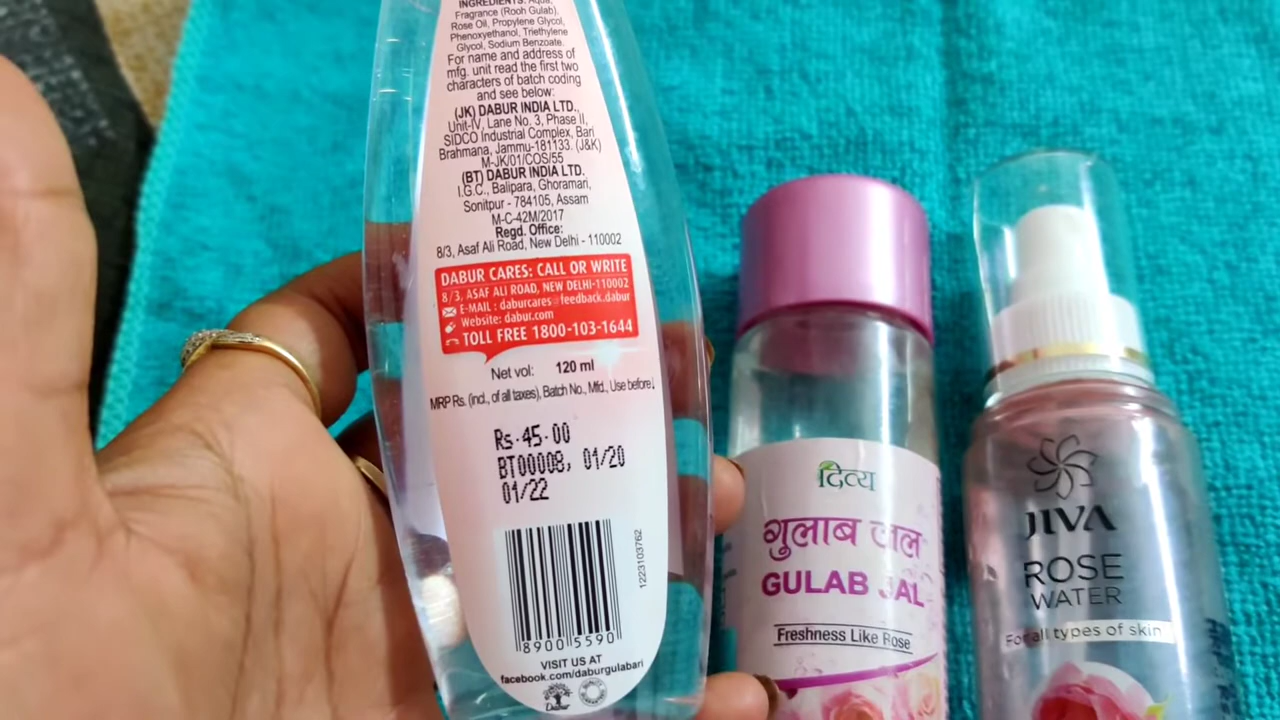 INGREDIENTS: Aqua,
Fragrance (Rooh Gulab),
Rose Oil, Propylene Glycol,
Phenoxyethanol, Triethylene
Glycol, Sodium Benzoate.
For name and address of
mfg. unit read the first two
characters of batch coding
and see below:
(JK) DABUR INDIA LTD.,
Unit-IV, Lane No. 3, Phase II,
SIDCO Industrial Complex, Bari
Brahmana, Jammu-181133. (J&K)
M-JK/01/COS/55
(BT) DABUR INDIA LTD.
I.G.C., Balipara, Ghoramari,
Sonitpur - 784105, Assam
M-C-42M/2017
Regd. Office:
8/3, Asaf Ali Road, New Delhi - 110002
DABUR CARES: CALL OR WRITE
8/3, ASAF ALI ROAD, NEW DELHI-110002
E-MAIL : daburcares@feedback.dabur
Website: dabur.com
TOLL FREE 1800-103-1644
Net vol: 120 ml
MRP Rs. (incl., of all taxes), Batch No., Mfd., Use before↓
Rs.45.00
BT00008, 01/20
01/22
1223103762
8900 5590
VISIT US AT
facebook.com/daburgulabari
Dabur
दिव्य
गुलाब जल
GULAB JAL
Freshness Like Rose
JIVA
ROSE
WATER
For all types of skin